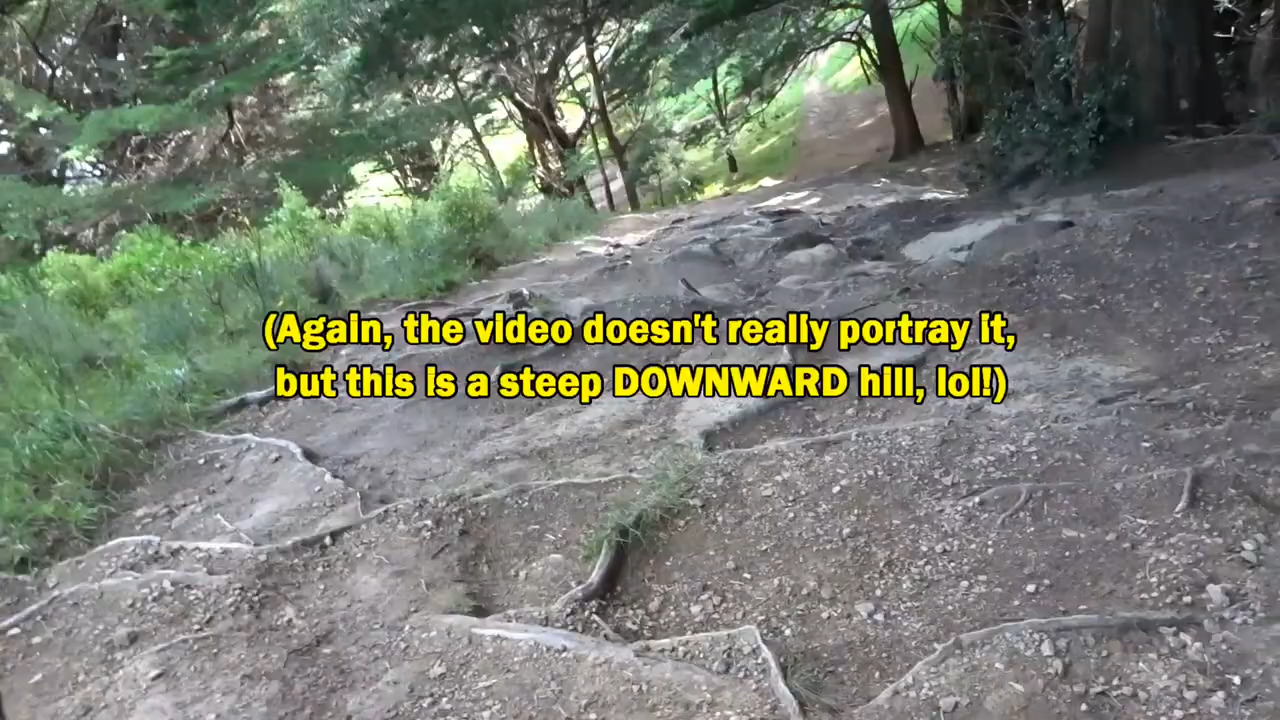 (Again, the video doesn't really portray it,
but this is a steep DOWNWARD hill, lol!)